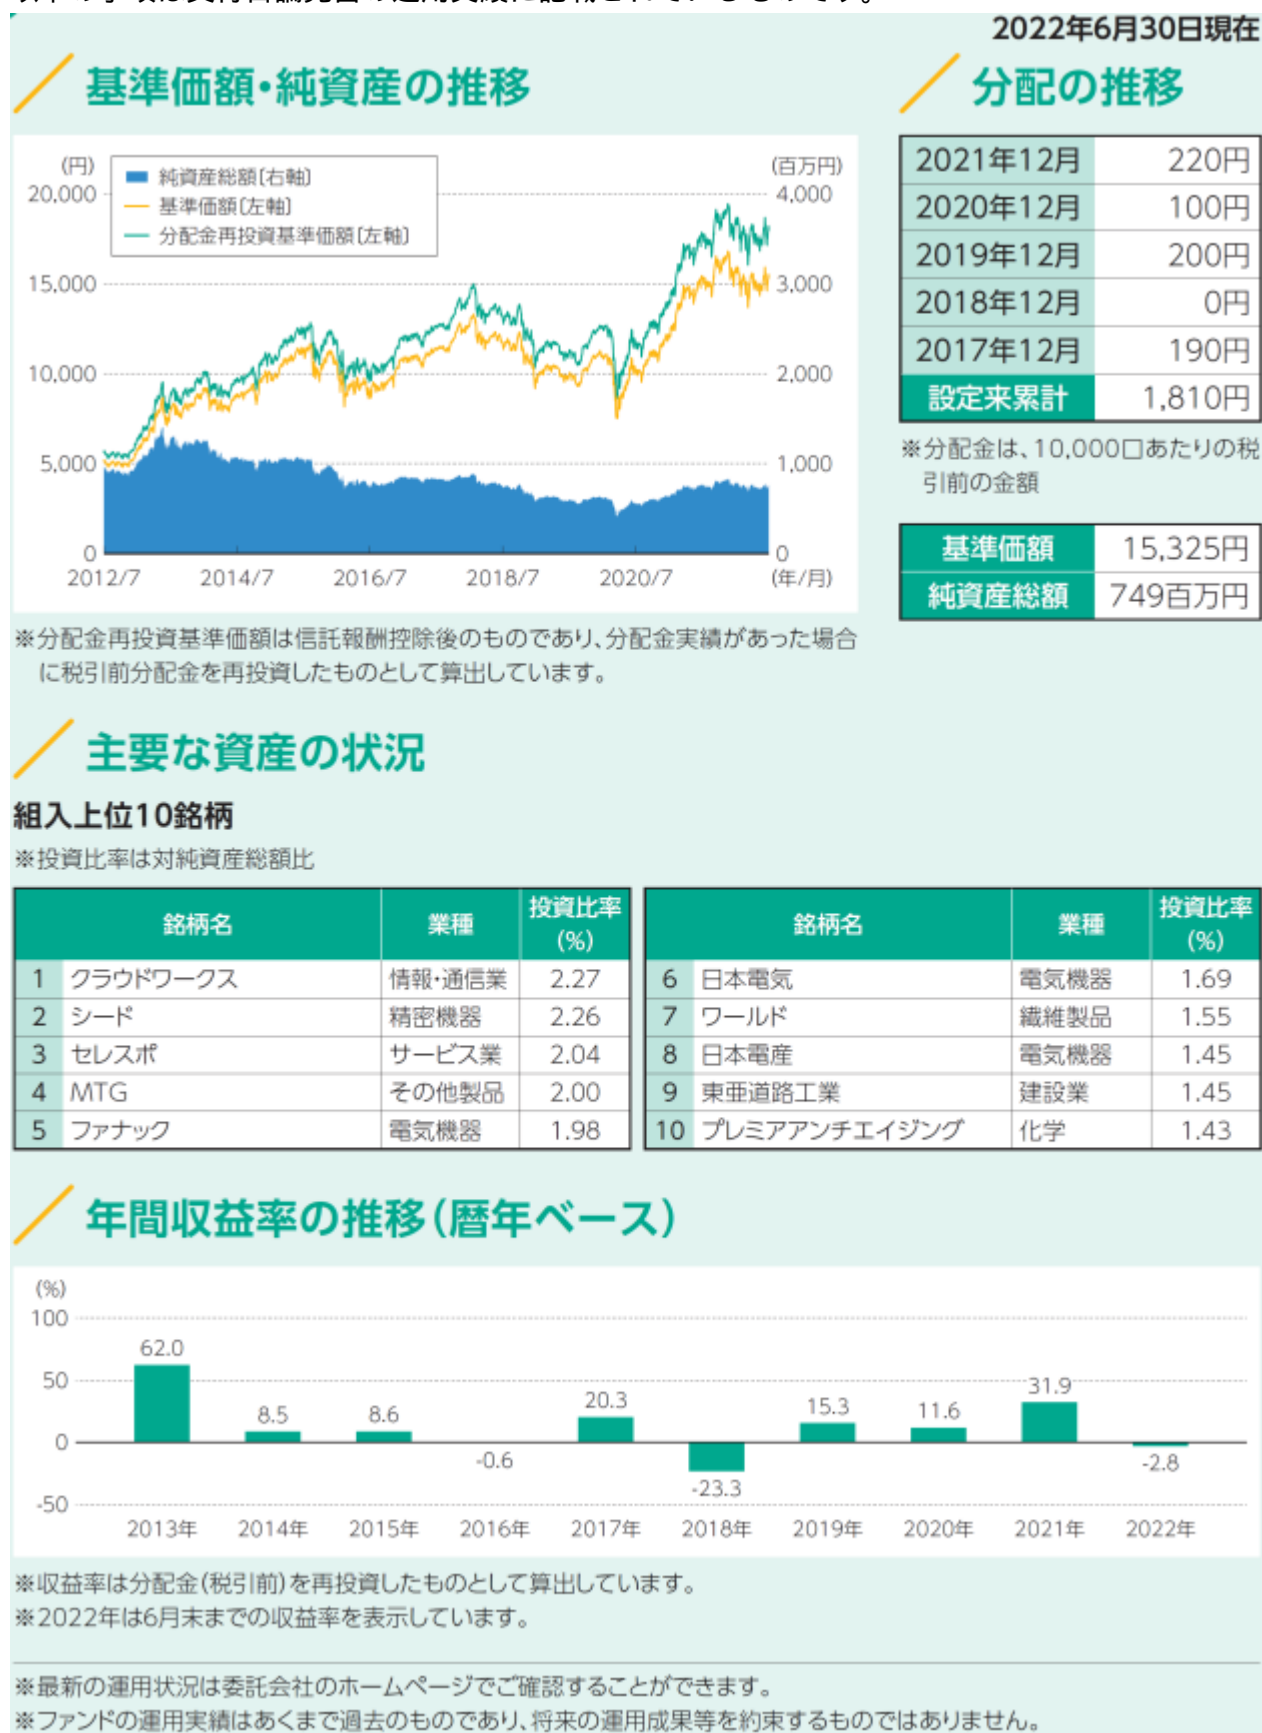 2022年6月30日現在
基準価額・純資産の推移
(円)
(百万円)
純資産総額〔右軸〕
基準価額〔左軸〕
分配金再投資基準価額〔左軸〕
20,000
4,000
15,000
3,000
10,000
2,000
5,000
1,000
0
0
2012/7 2014/7 2016/7 2018/7 2020/7 (年/月)
※分配金再投資基準価額は信託報酬控除後のものであり、分配金実績があった場合
に税引前分配金を再投資したものとして算出しています。
分配の推移
2021年12月 220円
2020年12月 100円
2019年12月 200円
2018年12月 0円
2017年12月 190円
設定来累計 1,810円
※分配金は、10,000口あたりの税
引前の金額
基準価額 15,325円
純資産総額 749百万円
主要な資産の状況
組入上位10銘柄
※投資比率は対純資産総額比
銘柄名 業種 投資比率
(%)
1 クラウドワークス 情報・通信業 2.27
2 シード 精密機器 2.26
3 セレスポ サービス業 2.04
4 MTG その他製品 2.00
5 ファナック 電気機器 1.98
銘柄名 業種 投資比率
(%)
6 日本電気 電気機器 1.69
7 ワールド 繊維製品 1.55
8 日本電産 電気機器 1.45
9 東亜道路工業 建設業 1.45
10 プレミアアンチエイジング 化学 1.43
年間収益率の推移(暦年ベース)
(%)
100
50
0
-50
62.0
8.5
8.6
-0.6
20.3
-23.3
15.3
11.6
31.9
-2.8
2013年 2014年 2015年 2016年 2017年 2018年 2019年 2020年 2021年 2022年
※収益率は分配金(税引前)を再投資したものとして算出しています。
※2022年は6月末までの収益率を表示しています。
※最新の運用状況は委託会社のホームページでご確認することができます。
※ファンドの運用実績はあくまで過去のものであり、将来の運用成果等を約束するものではありません。